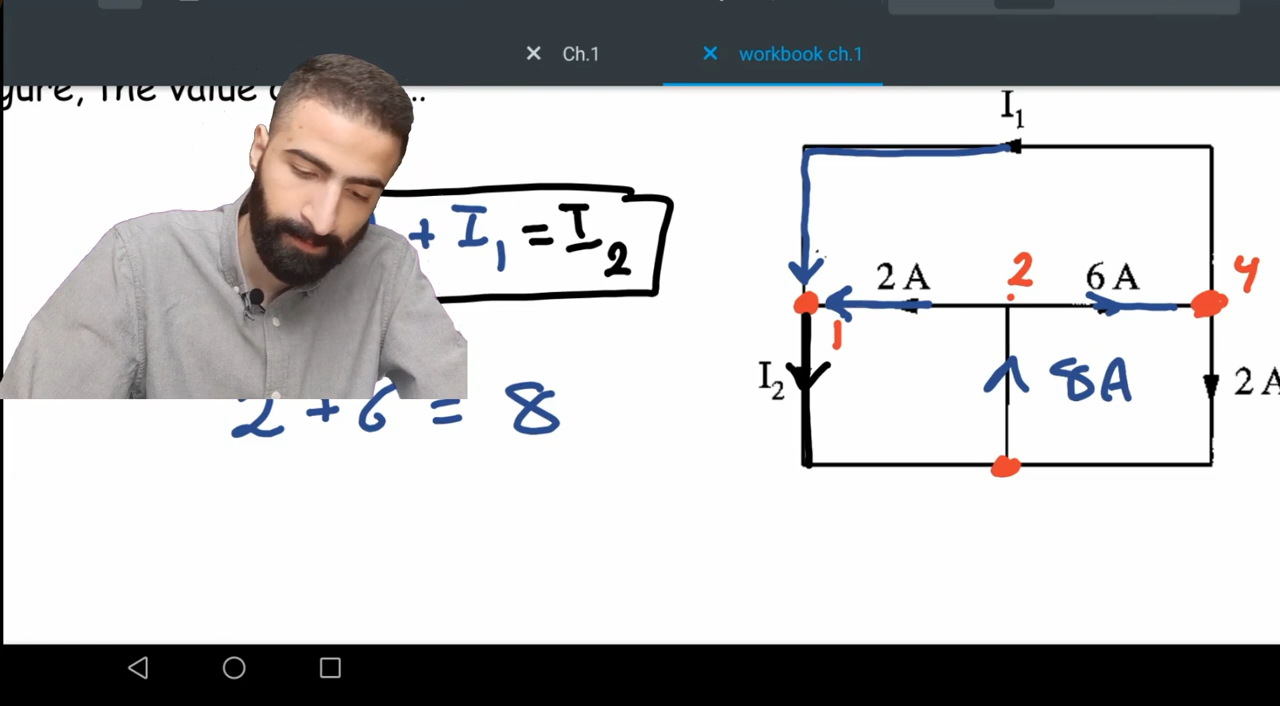 Ch.1
workbook ch.1
the value
I₁
+ I₁ = I₂
2 A
2
6 A
4
1
I₂
8A
2 A
2 + 6 = 8